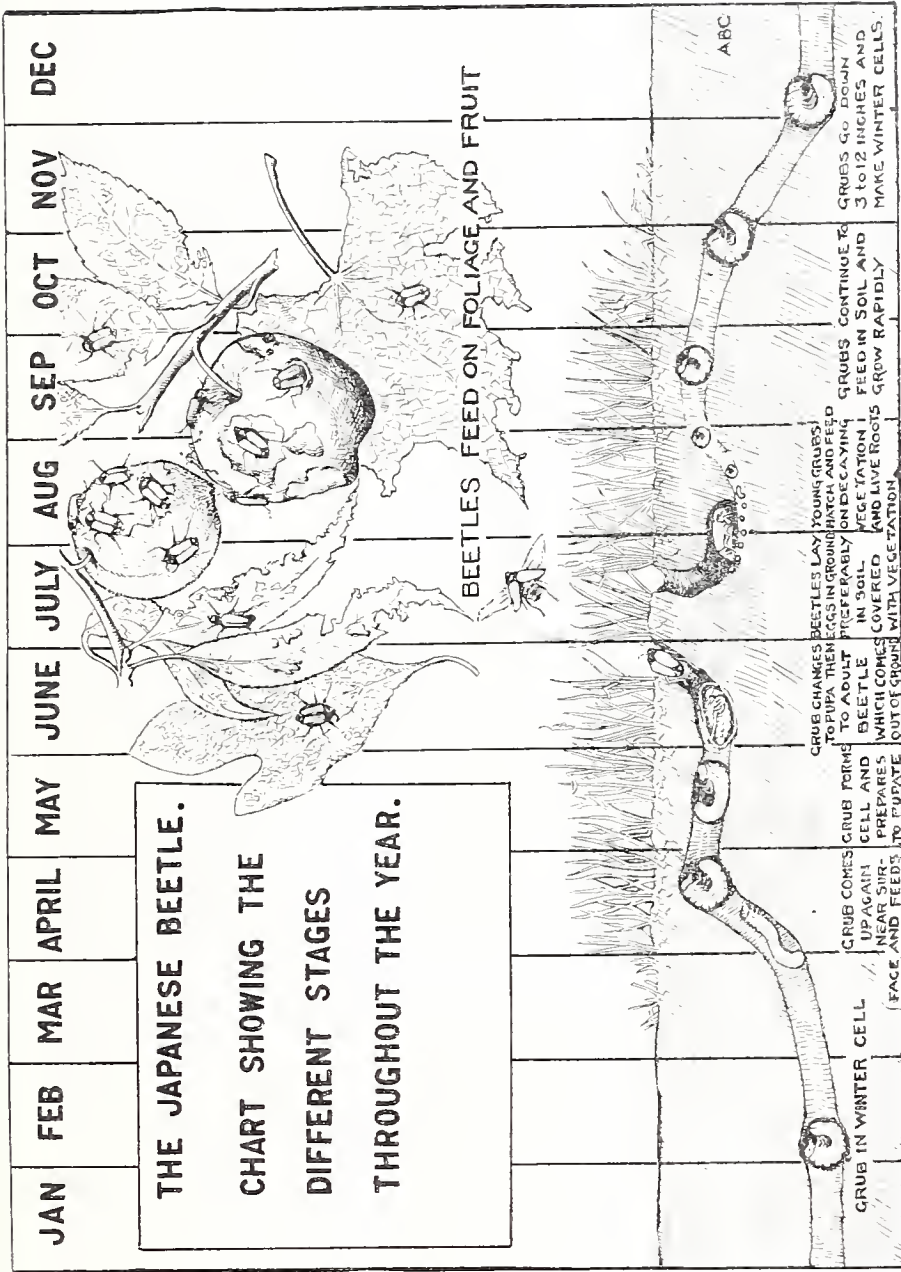 JAN FEB MAR APRIL MAY JUNE JULY AUG SEP OCT NOV DEC
THE JAPANESE BEETLE.
CHART SHOWING THE
DIFFERENT STAGES
THROUGHOUT THE YEAR.
BEETLES FEED ON FOLIAGE AND FRUIT
ABC
GRUB IN WINTER CELL
GRUB COMES
UP AGAIN
NEAR SUR-
FACE AND FEEDS
GRUB FORMS
CELL AND
PREPARES
TO PUPATE
GRUB CHANGES
TO PUPA THEN
TO ADULT
BEETLE
WHICH COMES
OUT OF GROUND
BEETLES LAY
EGGS IN GROUND
PREFERABLY
IN SOIL
COVERED
WITH VEGETATION
YOUNG GRUBS
HATCH AND FEED
ON DECAYING
VEGETATION
AND LIVE ROOTS
GRUBS CONTINUE TO
FEED IN SOIL AND
GROW RAPIDLY
GRUBS GO DOWN
3 to 12 INCHES AND
MAKE WINTER CELLS.